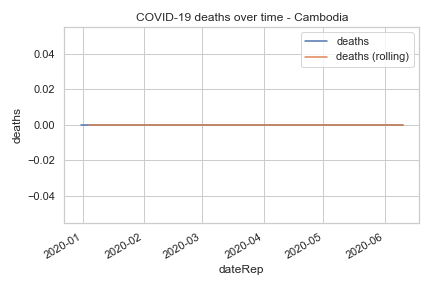 COVID-19 deaths over time - Cambodia
deaths
deaths (rolling)
0.04
0.02
0.00
−0.02
−0.04
deaths
2020-01
2020-02
2020-03
2020-04
2020-05
2020-06
dateRep